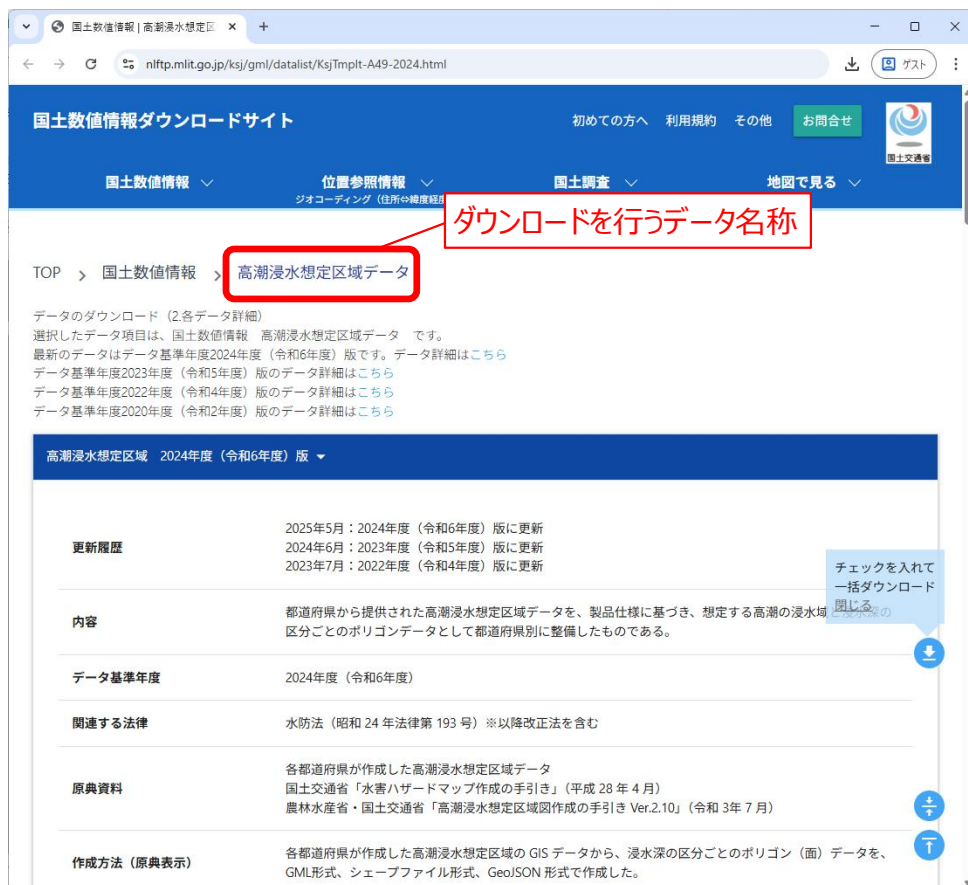 国土数値情報 | 高潮浸水想定区
nlftp.mlit.go.jp/ksj/gml/datalist/KsjTmplt-A49-2024.html
ゲスト
国土数値情報ダウンロードサイト
初めての方へ 利用規約 その他 お問合せ
国土交通省
国土数値情報 位置参照情報 国土調査 地図で見る
ジオコーディング（住所⇔緯度経度
ダウンロードを行うデータ名称
TOP > 国土数値情報 > 高潮浸水想定区域データ
データのダウンロード（2.各データ詳細）
選択したデータ項目は、国土数値情報 高潮浸水想定区域データ です。
最新のデータはデータ基準年度2024年度（令和6年度）版です。データ詳細はこちら
データ基準年度2023年度（令和5年度）版のデータ詳細はこちら
データ基準年度2022年度（令和4年度）版のデータ詳細はこちら
データ基準年度2020年度（令和2年度）版のデータ詳細はこちら
高潮浸水想定区域 2024年度（令和6年度）版
更新履歴
2025年5月：2024年度（令和6年度）版に更新
2024年6月：2023年度（令和5年度）版に更新
2023年7月：2022年度（令和4年度）版に更新
チェックを入れて
一括ダウンロード
閉じる
内容
都道府県から提供された高潮浸水想定区域データを、製品仕様に基づき、想定する高潮の浸水域と浸水深の
区分ごとのポリゴンデータとして都道府県別に整備したものである。
データ基準年度
2024年度（令和6年度）
関連する法律
水防法（昭和 24 年法律第 193 号）※以降改正法を含む
原典資料
各都道府県が作成した高潮浸水想定区域データ
国土交通省「水害ハザードマップ作成の手引き」（平成 28 年 4 月）
農林水産省・国土交通省「高潮浸水想定区域図作成の手引き Ver.2.10」（令和 3年 7 月）
作成方法（原典表示）
各都道府県が作成した高潮浸水想定区域の GIS データから、浸水深の区分ごとのポリゴン（面）データを、
GML形式、シェープファイル形式、GeoJSON 形式で作成した。